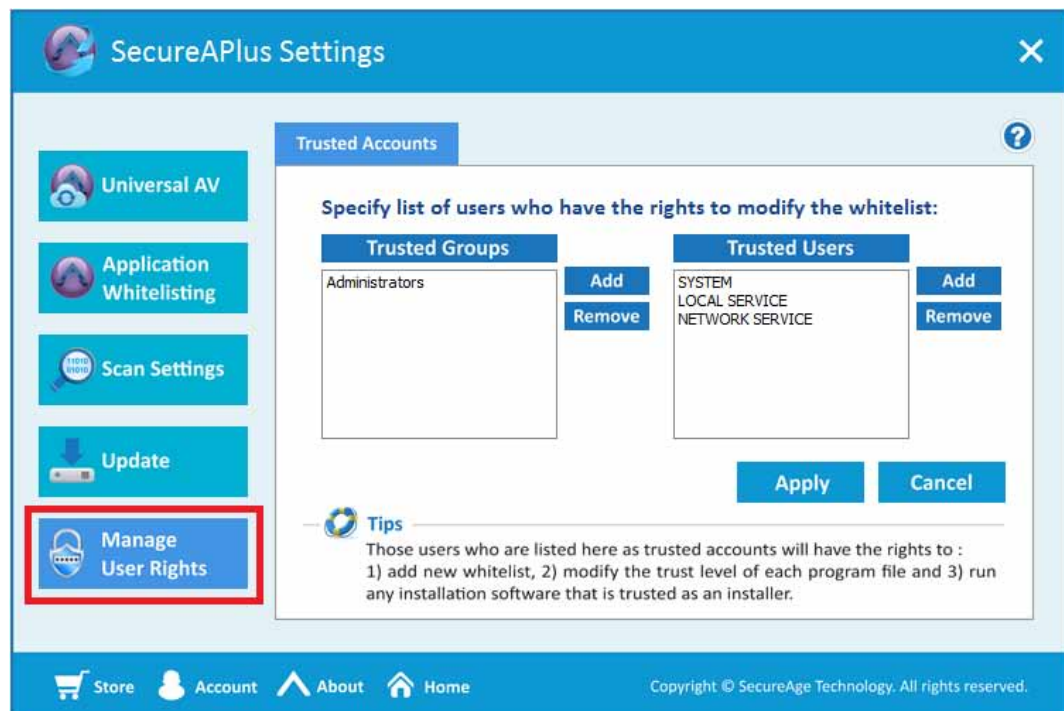 SecureAPlus Settings
Trusted Accounts
Universal AV
Application
Whitelisting
Scan Settings
Update
Manage
User Rights
Specify list of users who have the rights to modify the whitelist:
Trusted Groups
Administrators
Add
Remove
Trusted Users
SYSTEM
LOCAL SERVICE
NETWORK SERVICE
Add
Remove
Apply
Cancel
Tips
Those users who are listed here as trusted accounts will have the rights to :
1) add new whitelist, 2) modify the trust level of each program file and 3) run
any installation software that is trusted as an installer.
Store
Account
About
Home
Copyright © SecureAge Technology. All rights reserved.